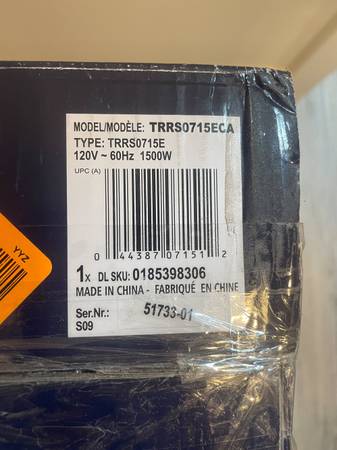 MODEL/MODÈLE: TRRS0715ECA
TYPE: TRRS0715E
120V ~ 60Hz 1500W
UPC (A)
0 44387 07151 2
1x DL SKU: 0185398306
MADE IN CHINA - FABRIQUÉ EN CHINE
Ser.Nr.: 51733-01
S09
YYZ